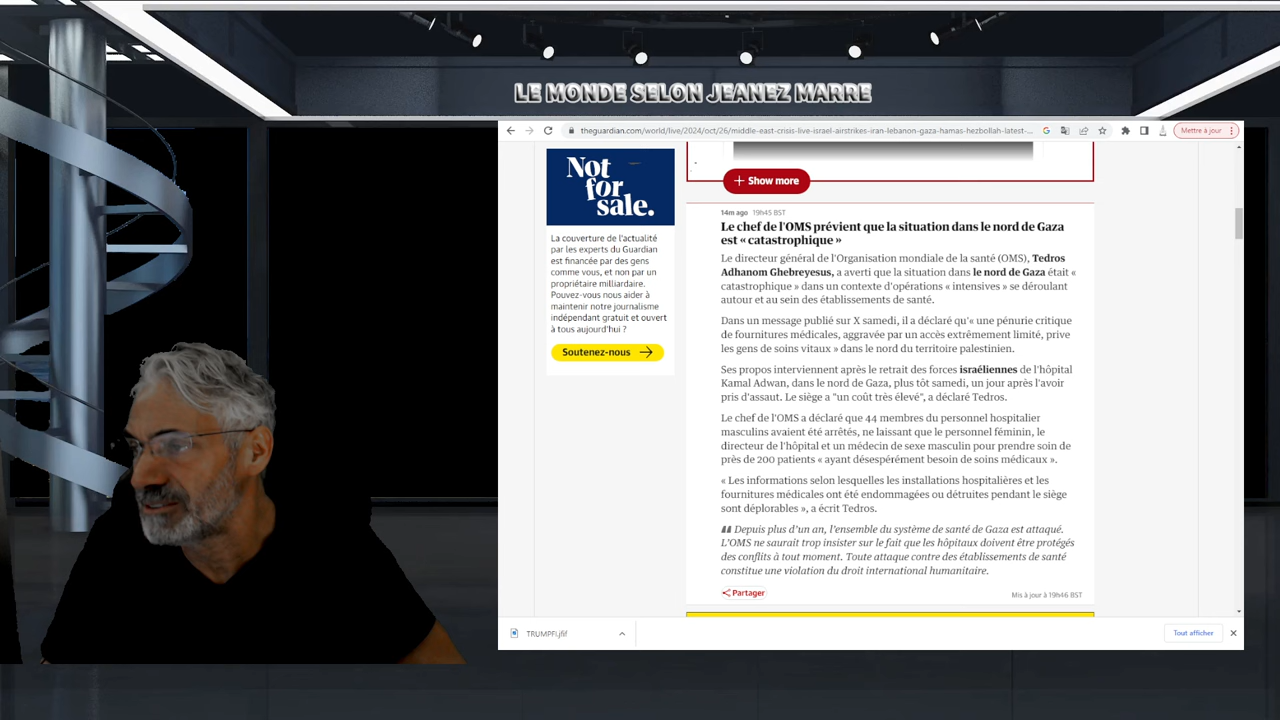 LE MONDE SELON JEANEZ MARRE
theguardian.com/world/live/2024/oct/26/middle-east-crisis-live-israel-airstrikes-iran-lebanon-gaza-hamas-hezbollah-latest-...
Mettre à jour
Not
for
sale.
La couverture de l'actualité
par les experts du Guardian
est financée par des gens
comme vous, et non par un
propriétaire milliardaire.
Pouvez-vous nous aider à
maintenir notre journalisme
indépendant gratuit et ouvert
à tous aujourd'hui ?
Soutenez-nous
Show more
14m ago 19h45 BST
Le chef de l'OMS prévient que la situation dans le nord de Gaza
est « catastrophique »
Le directeur général de l'Organisation mondiale de la santé (OMS), Tedros
Adhanom Ghebreyesus, a averti que la situation dans le nord de Gaza était «
catastrophique » dans un contexte d'opérations « intensives » se déroulant
autour et au sein des établissements de santé.
Dans un message publié sur X samedi, il a déclaré qu'« une pénurie critique
de fournitures médicales, aggravée par un accès extrêmement limité, prive
les gens de soins vitaux » dans le nord du territoire palestinien.
Ses propos interviennent après le retrait des forces israéliennes de l'hôpital
Kamal Adwan, dans le nord de Gaza, plus tôt samedi, un jour après l'avoir
pris d'assaut. Le siège a "un coût très élevé", a déclaré Tedros.
Le chef de l'OMS a déclaré que 44 membres du personnel hospitalier
masculins avaient été arrêtés, ne laissant que le personnel féminin, le
directeur de l'hôpital et un médecin de sexe masculin pour prendre soin de
près de 200 patients « ayant désespérément besoin de soins médicaux ».
« Les informations selon lesquelles les installations hospitalières et les
fournitures médicales ont été endommagées ou détruites pendant le siège
sont déplorables », a écrit Tedros.
Depuis plus d'un an, l'ensemble du système de santé de Gaza est attaqué.
L'OMS ne saurait trop insister sur le fait que les hôpitaux doivent être protégés
des conflits à tout moment. Toute attaque contre des établissements de santé
constitue une violation du droit international humanitaire.
Partager
Mis à jour à 19h46 BST
TRUMPFI.jfif
Tout afficher